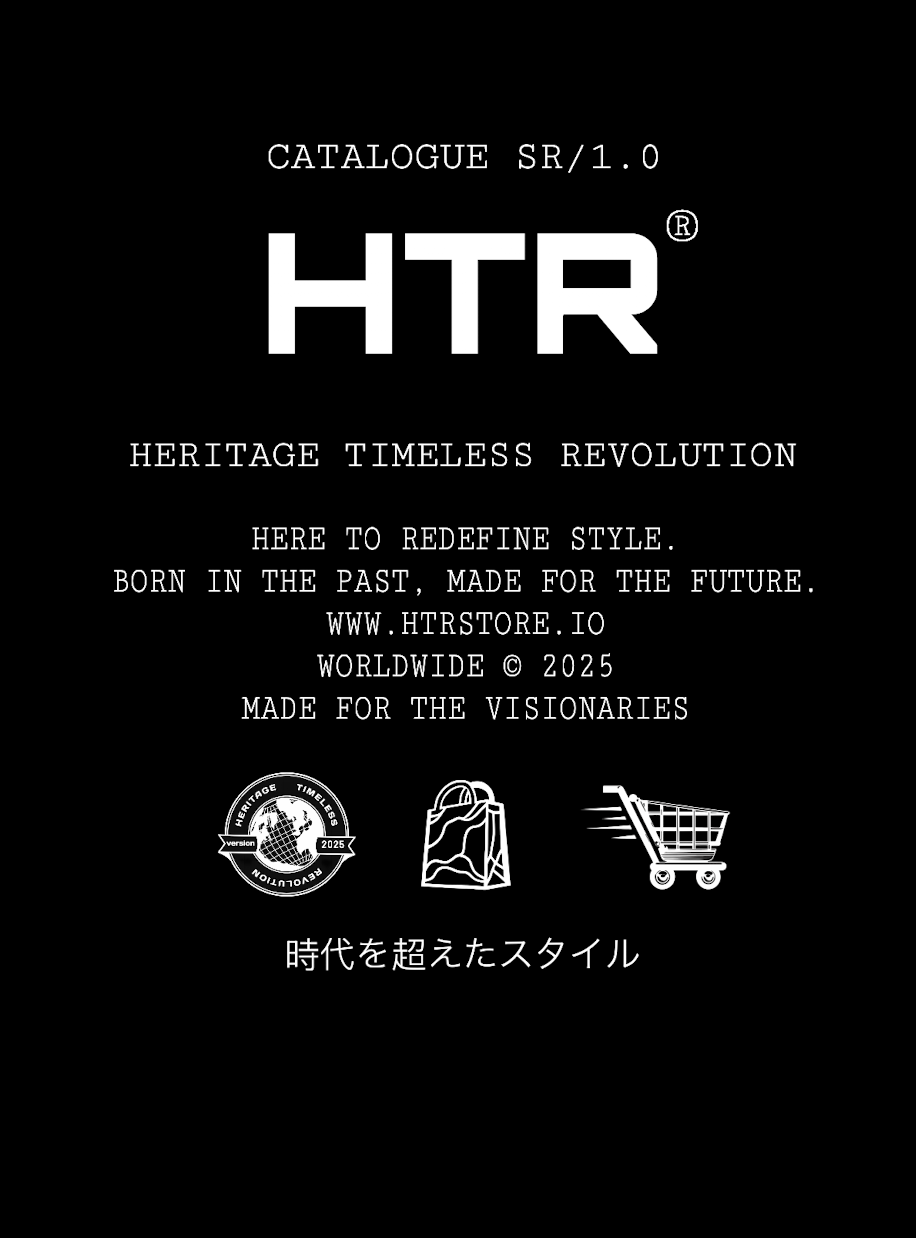 CATALOGUE SR/1.0
HTR®
HERITAGE TIMELESS REVOLUTION
HERE TO REDEFINE STYLE.
BORN IN THE PAST, MADE FOR THE FUTURE.
WWW.HTRSTORE.IO
WORLDWIDE © 2025
MADE FOR THE VISIONARIES
HERITAGE TIMELESS
version 2025
REVOLUTION
時代を超えたスタイル